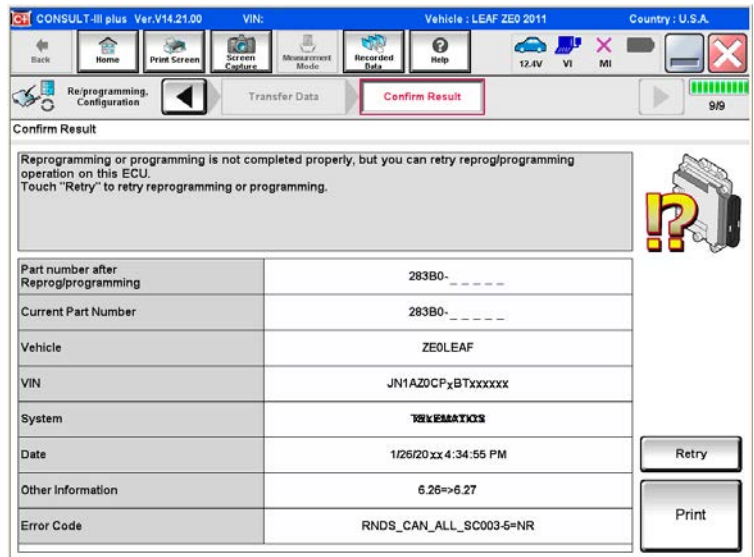 CONSULT-III plus Ver.V14.21.00 VIN: Vehicle : LEAF ZE0 2011 Country : U.S.A.
Back Home Print Screen Screen Capture Measurement Mode Recorded Data Help 12.4V VI MI
Re/programming, Configuration Transfer Data Confirm Result 9/9
Confirm Result
Reprogramming or programming is not completed properly, but you can retry reprog/programming
operation on this ECU.
Touch "Retry" to retry reprogramming or programming.
!?
Part number after
Reprog/programming 283B0-_ _ _ _ _
Current Part Number 283B0-_ _ _ _ _
Vehicle ZE0LEAF
VIN JN1AZ0CPxBTxxxxxx
System
Date 1/26/20xx 4:34:55 PM
Retry
Other Information 6.26=>6.27
Error Code RNDS_CAN_ALL_SC003-5=NR
Print